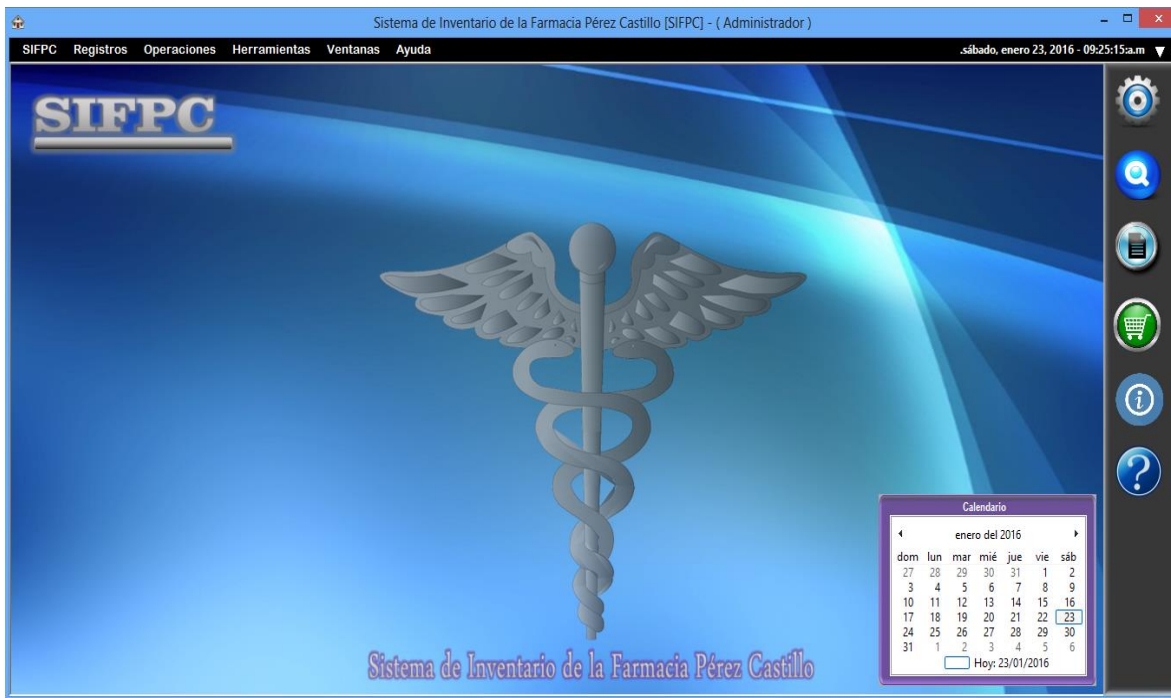 Sistema de Inventario de la Farmacia Pérez Castillo [SIFPC] - ( Administrador )
SIFPC Registros Operaciones Herramientas Ventanas Ayuda .sábado, enero 23, 2016 - 09:25:15:a.m
SIFPC
Calendario
enero del 2016
dom lun mar mié jue vie sáb
27 28 29 30 31 1 2
3 4 5 6 7 8 9
10 11 12 13 14 15 16
17 18 19 20 21 22 23
24 25 26 27 28 29 30
31 1 2 3 4 5 6
Hoy: 23/01/2016
Sistema de Inventario de la Farmacia Pérez Castillo